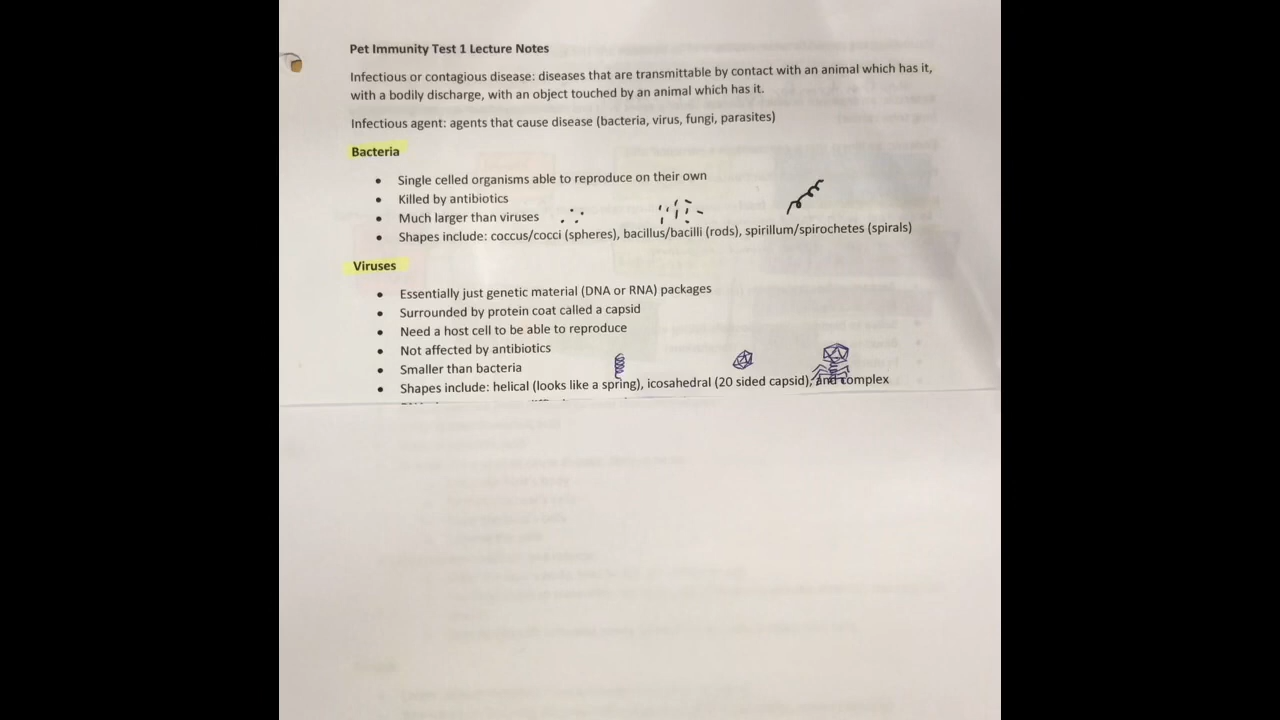 Pet Immunity Test 1 Lecture Notes
Infectious or contagious disease: diseases that are transmittable by contact with an animal which has it,
with a bodily discharge, with an object touched by an animal which has it.
Infectious agent: agents that cause disease (bacteria, virus, fungi, parasites)
Bacteria
• Single celled organisms able to reproduce on their own
• Killed by antibiotics
• Much larger than viruses
• Shapes include: coccus/cocci (spheres), bacillus/bacilli (rods), spirillum/spirochetes (spirals)
Viruses
• Essentially just genetic material (DNA or RNA) packages
• Surrounded by protein coat called a capsid
• Need a host cell to be able to reproduce
• Not affected by antibiotics
• Smaller than bacteria
• Shapes include: helical (looks like a spring), icosahedral (20 sided capsid), and complex